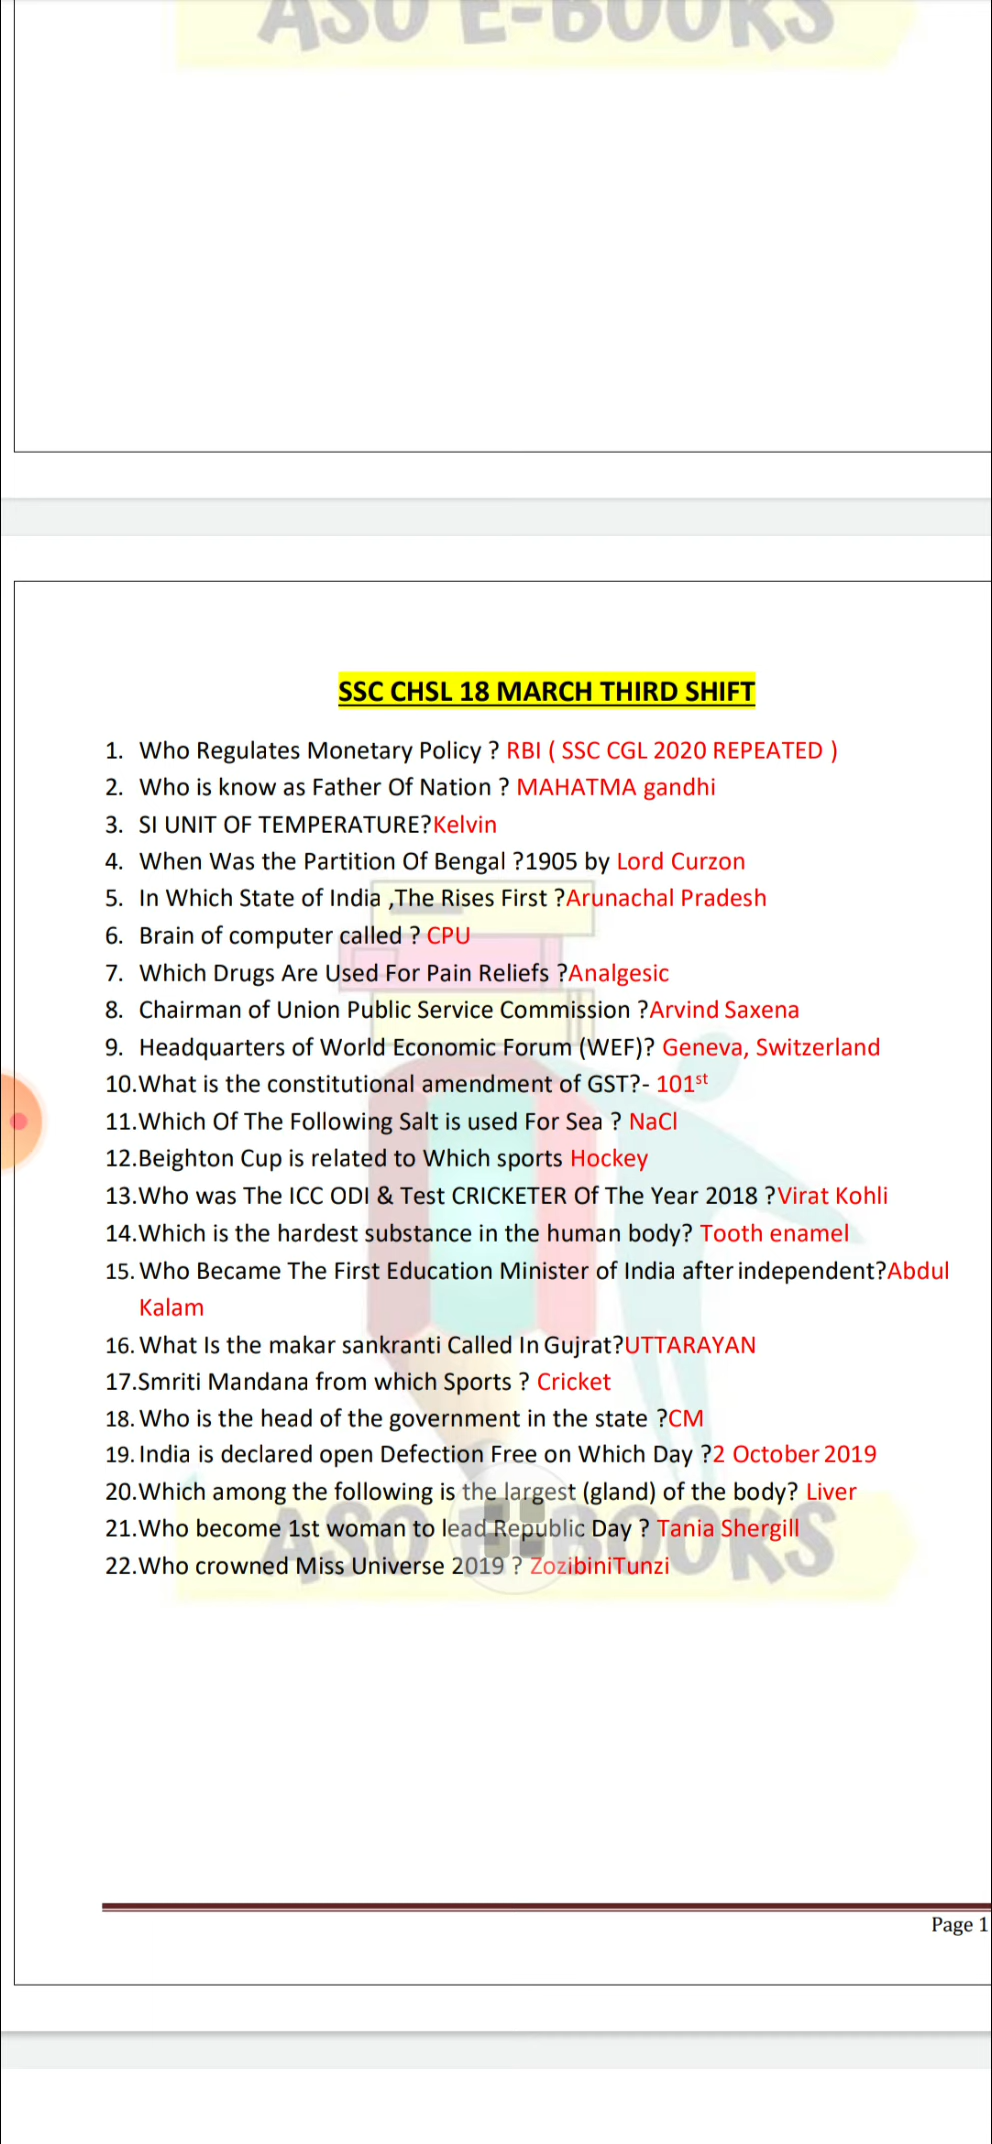 ASO E-BOOKS
SSC CHSL 18 MARCH THIRD SHIFT
1. Who Regulates Monetary Policy ? RBI ( SSC CGL 2020 REPEATED )
2. Who is know as Father Of Nation ? MAHATMA gandhi
3. SI UNIT OF TEMPERATURE?Kelvin
4. When Was the Partition Of Bengal ?1905 by Lord Curzon
5. In Which State of India ,The Rises First ?Arunachal Pradesh
6. Brain of computer called ? CPU
7. Which Drugs Are Used For Pain Reliefs ?Analgesic
8. Chairman of Union Public Service Commission ?Arvind Saxena
9. Headquarters of World Economic Forum (WEF)? Geneva, Switzerland
10.What is the constitutional amendment of GST?- 101st
11.Which Of The Following Salt is used For Sea ? NaCl
12.Beighton Cup is related to Which sports Hockey
13.Who was The ICC ODI & Test CRICKETER Of The Year 2018 ?Virat Kohli
14.Which is the hardest substance in the human body? Tooth enamel
15. Who Became The First Education Minister of India after independent?Abdul
Kalam
16. What Is the makar sankranti Called In Gujrat?UTTARAYAN
17.Smriti Mandana from which Sports ? Cricket
18. Who is the head of the government in the state ?CM
19. India is declared open Defection Free on Which Day ?2 October 2019
20.Which among the following is the largest (gland) of the body? Liver
21.Who become 1st woman to lead Republic Day ? Tania Shergill
22.Who crowned Miss Universe 2019 ? ZozibiniTunzi
ASO E-BOOKS
Page 1